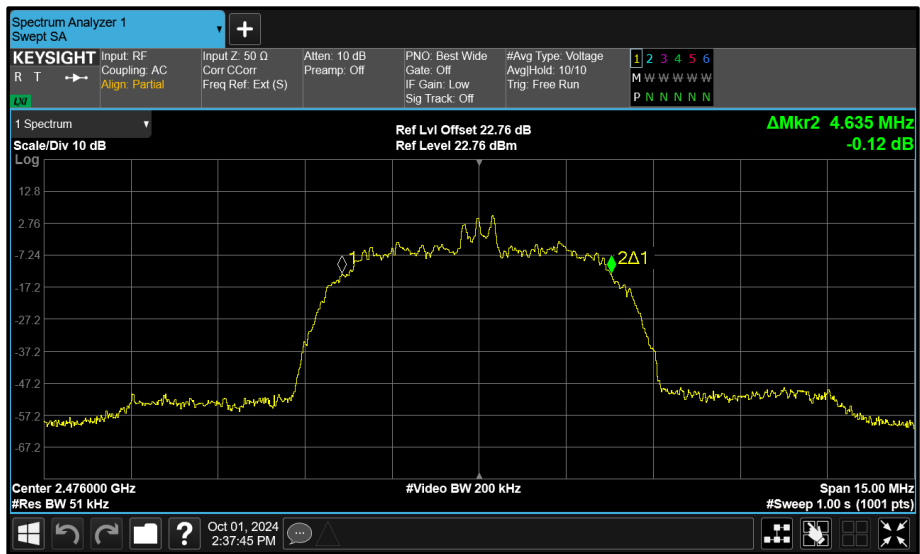 Spectrum Analyzer 1
Swept SA
KEYSIGHT
R T
LXI
Input: RF
Coupling: AC
Align: Partial
Input Z: 50 Ω
Corr CCorr
Freq Ref: Ext (S)
Atten: 10 dB
Preamp: Off
PNO: Best Wide
Gate: Off
IF Gain: Low
Sig Track: Off
#Avg Type: Voltage
Avg|Hold: 10/10
Trig: Free Run
1 2 3 4 5 6
M W W W W W
P N N N N N
1 Spectrum
Scale/Div 10 dB
Ref Lvl Offset 22.76 dB
Ref Level 22.76 dBm
ΔMkr2 4.635 MHz
-0.12 dB
Log
12.8
2.76
-7.24
-17.2
-27.2
-37.2
-47.2
-57.2
-67.2
1
2Δ1
Center 2.476000 GHz
#Res BW 51 kHz
#Video BW 200 kHz
Span 15.00 MHz
#Sweep 1.00 s (1001 pts)
?
Oct 01, 2024
2:37:45 PM